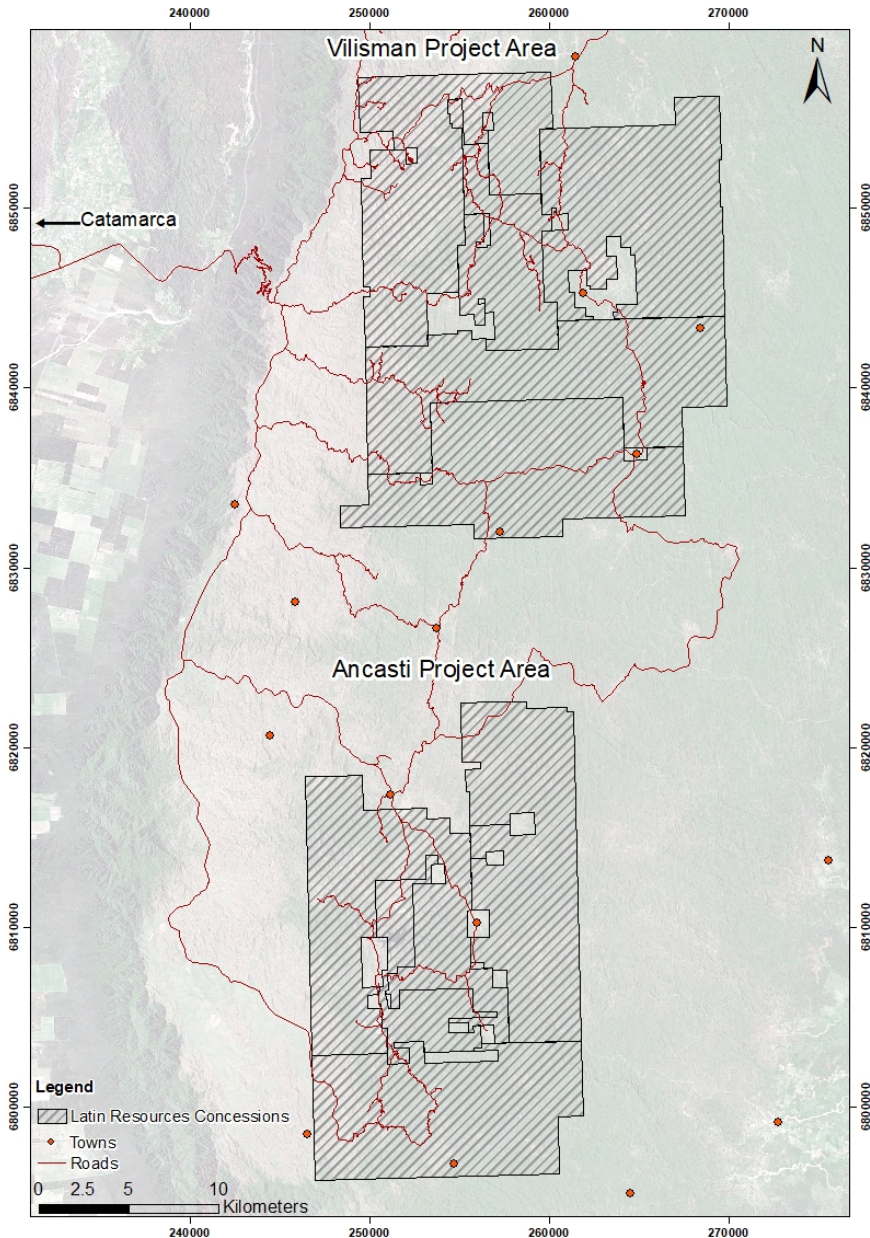 240000 250000 260000 270000
Vilisman Project Area
N
6850000 6850000
Catamarca
6840000 6840000
6830000 6830000
Ancasti Project Area
6820000 6820000
6810000 6810000
6800000 6800000
Legend
Latin Resources Concessions
Towns
Roads
0 2.5 5 10
Kilometers
240000 250000 260000 270000